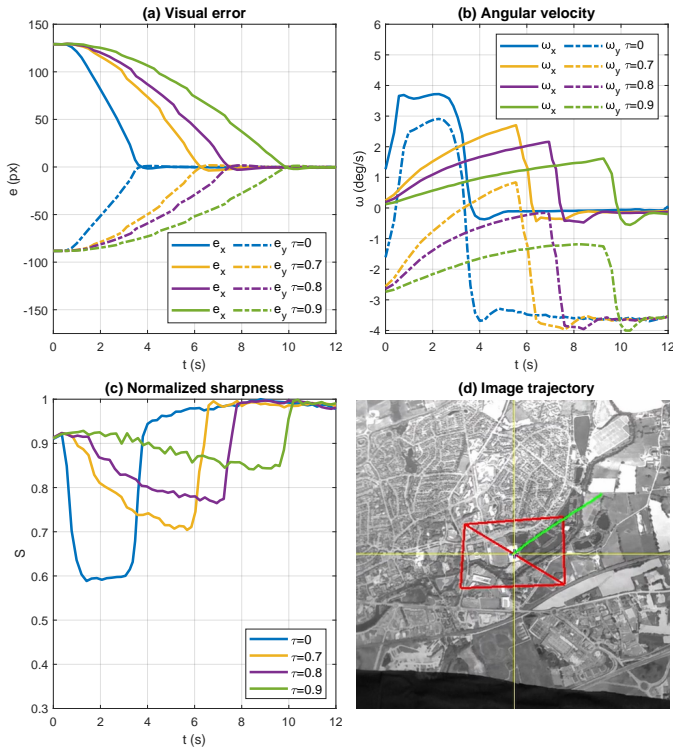 (a) Visual error
150
100
50
0
-50
-100
-150
e (px)
e_x e_y τ=0
e_x e_y τ=0.7
e_x e_y τ=0.8
e_x e_y τ=0.9
0 2 4 6 8 10 12
t (s)
(b) Angular velocity
6
5
4
3
2
1
0
-1
-2
-3
-4
ω (deg/s)
ω_x ω_y τ=0
ω_x ω_y τ=0.7
ω_x ω_y τ=0.8
ω_x ω_y τ=0.9
0 2 4 6 8 10 12
t (s)
(c) Normalized sharpness
1
0.9
0.8
0.7
0.6
0.5
0.4
0.3
S
τ=0
τ=0.7
τ=0.8
τ=0.9
0 2 4 6 8 10 12
t (s)
(d) Image trajectory